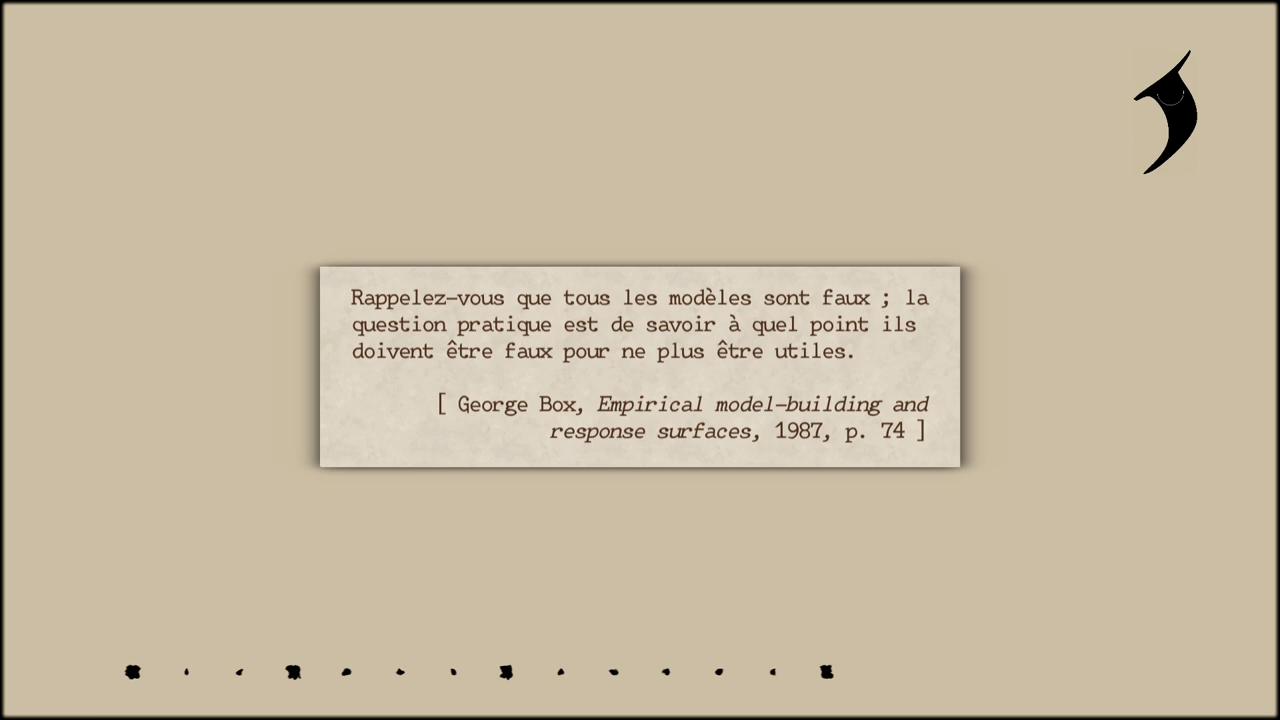 Rappelez-vous que tous les modèles sont faux ; la
question pratique est de savoir à quel point ils
doivent être faux pour ne plus être utiles.
[ George Box, Empirical model-building and
response surfaces, 1987, p. 74 ]